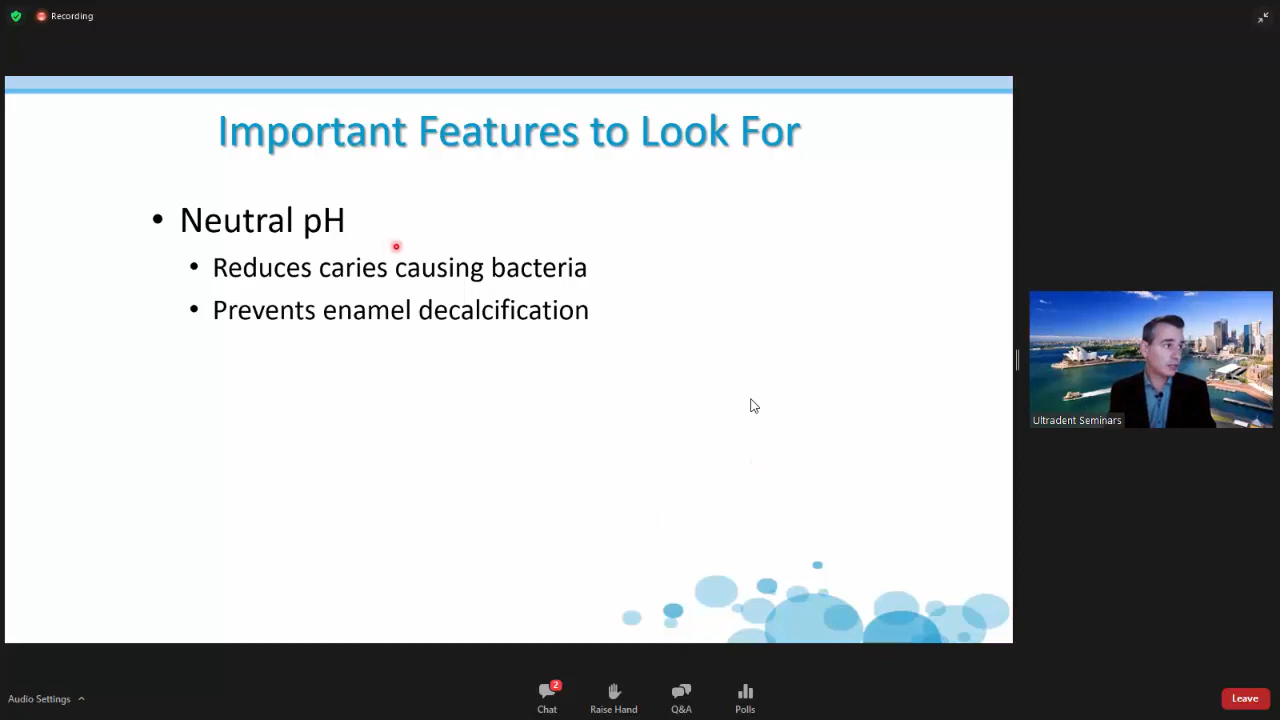 Recording
Important Features to Look For
• Neutral pH
• Reduces caries causing bacteria
• Prevents enamel decalcification
Ultradent Seminars
Audio Settings
2
Chat
Raise Hand
Q&A
Polls
Leave